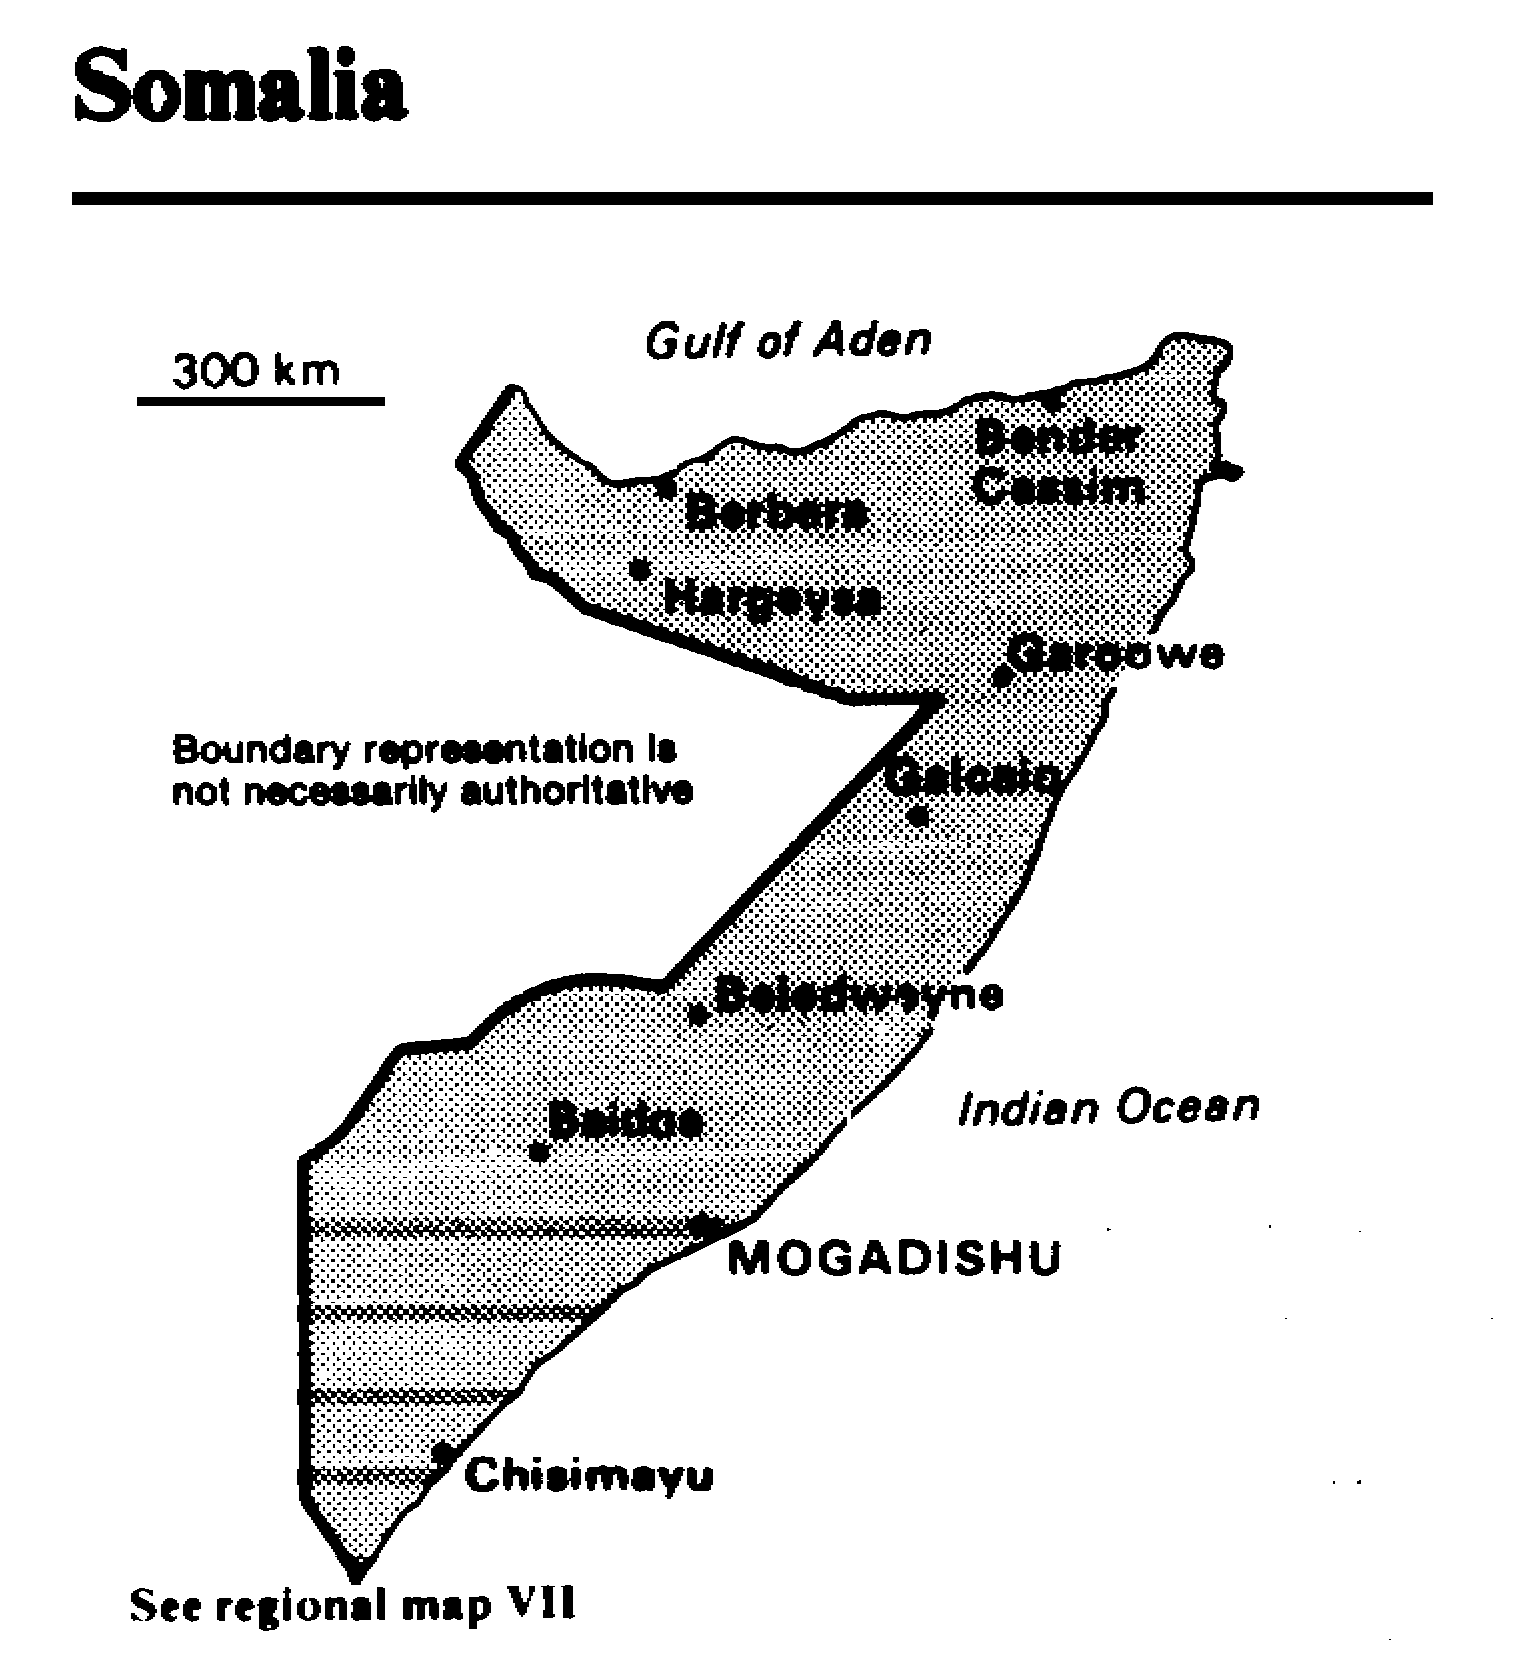 Somalia
Gulf of Aden
300 km
Bender
Cassim
Berbera
Hargeysa
Garoowe
Boundary representation is
not necessarily authoritative
Galcaio
Beledweyne
Indian Ocean
Baidoa
MOGADISHU
Chisimayu
See regional map VII